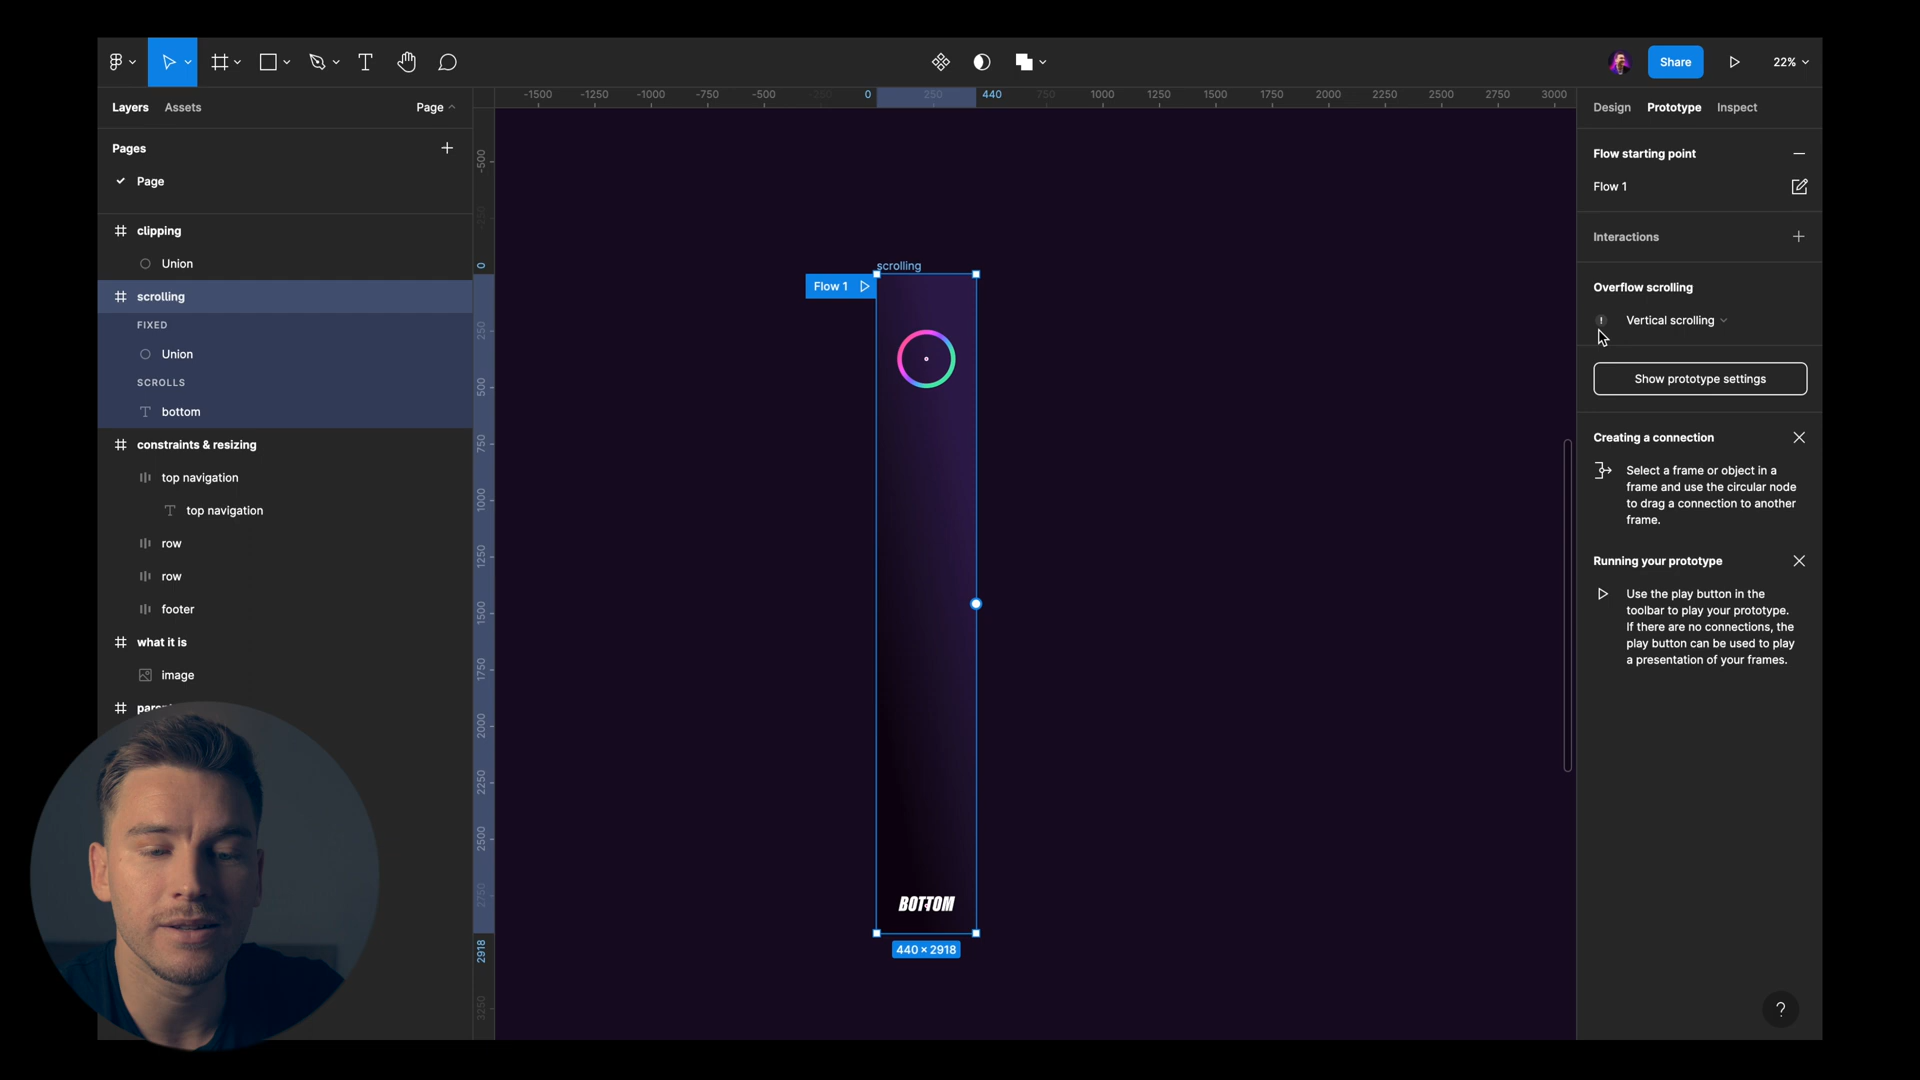 Share
22%
Layers
Assets
Page
-1500
-1250
-1000
-750
-500
-250
0
250
440
750
1000
1250
1500
1750
2000
2250
2500
2750
3000
Design
Prototype
Inspect
Pages
Page
clipping
Union
scrolling
FIXED
Union
SCROLLS
bottom
constraints & resizing
top navigation
top navigation
row
row
footer
what it is
image
-500
-250
0
250
500
750
1000
1250
1500
1750
2000
2250
2500
2750
2918
3250
scrolling
Flow 1
BOTTOM
440 × 2918
Flow starting point
Flow 1
Interactions
Overflow scrolling
Vertical scrolling
Show prototype settings
Creating a connection
Select a frame or object in a
frame and use the circular node
to drag a connection to another
frame.
Running your prototype
Use the play button in the
toolbar to play your prototype.
If there are no connections, the
play button can be used to play
a presentation of your frames.
?